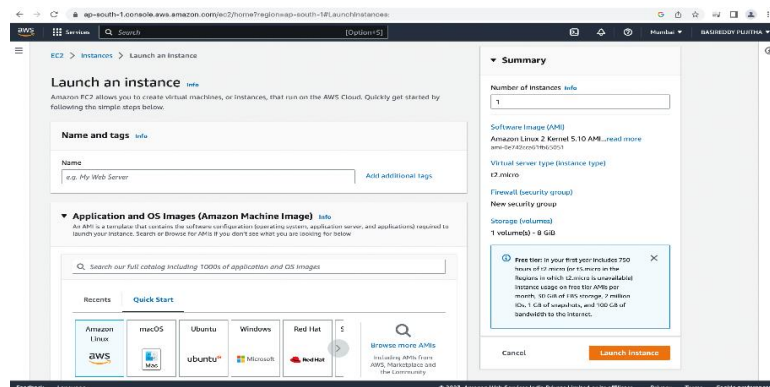 ap-south-1.console.aws.amazon.com/ec2/home?region=ap-south-1#LaunchInstances:
aws
Services
Search
[Option+S]
Mumbai
BASIREDDY PUJITHA
EC2 > Instances > Launch an instance
Launch an instance Info
Amazon EC2 allows you to create virtual machines, or instances, that run on the AWS Cloud. Quickly get started by
following the simple steps below.
Name and tags Info
Name
e.g. My Web Server
Add additional tags
Application and OS Images (Amazon Machine Image) Info
An AMI is a template that contains the software configuration (operating system, application server, and applications) required to
launch your instance. Search or Browse for AMIs if you don't see what you are looking for below
Search our full catalog including 1000s of application and OS images
Recents
Quick Start
Amazon
Linux
aws
macOS
Mac
Ubuntu
ubuntu
Windows
Microsoft
Red Hat
Red Hat
S
Browse more AMIs
Including AMIs from
AWS, Marketplace and
the Community
Summary
Number of instances Info
1
Software Image (AMI)
Amazon Linux 2 Kernel 5.10 AMI...read more
Virtual server type (instance type)
t2.micro
Firewall (security group)
New security group
Storage (volumes)
1 volume(s) - 8 GiB
Free tier: In your first year includes 750
hours of t2.micro (or t3.micro in the
Regions in which t2.micro is unavailable)
instance usage on free tier AMIs per
month, 30 GiB of EBS storage, 2 million
IOs, 1 GB of snapshots, and 100 GB of
bandwidth to the internet.
Cancel
Launch instance